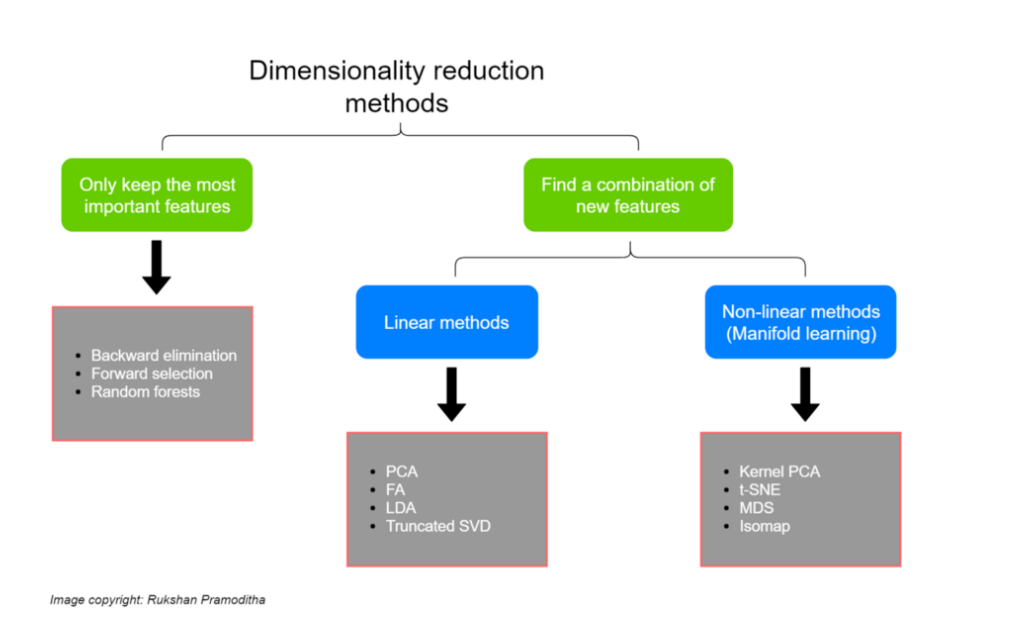 Dimensionality reduction
methods
Only keep the most
important features
Find a combination of
new features
Linear methods
Non-linear methods
(Manifold learning)
Backward elimination
Forward selection
Random forests
PCA
FA
LDA
Truncated SVD
Kernel PCA
t-SNE
MDS
Isomap
Image copyright: Rukshan Pramoditha